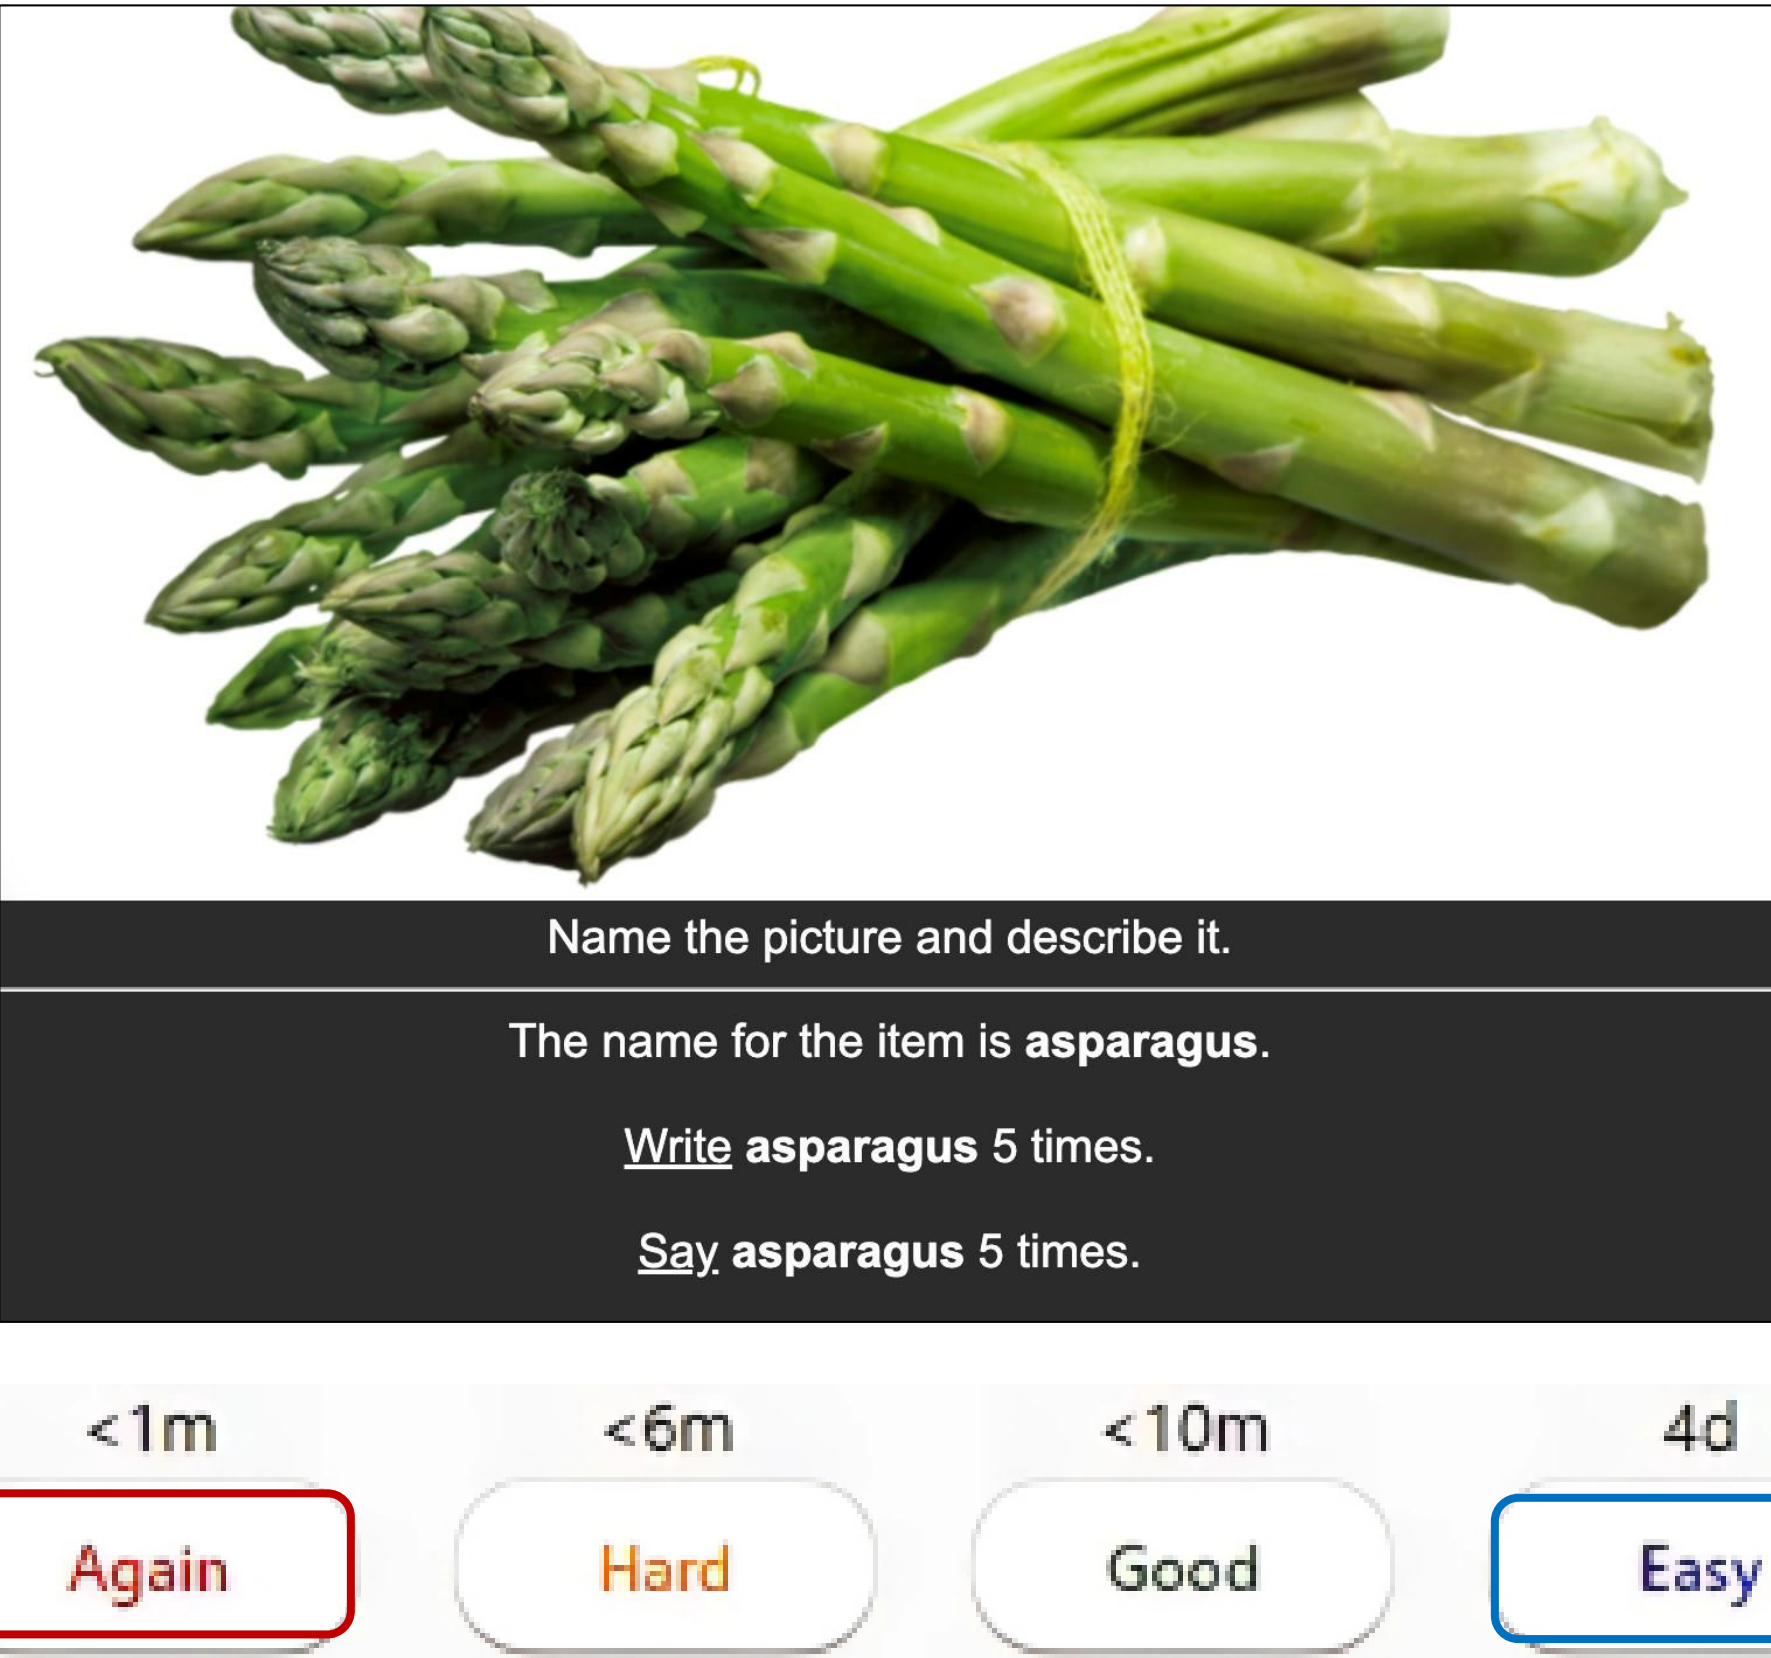 Name the picture and describe it.
The name for the item is asparagus.
Write asparagus 5 times.
Say asparagus 5 times.
<1m <6m <10m 4d
Again Hard Good Easy